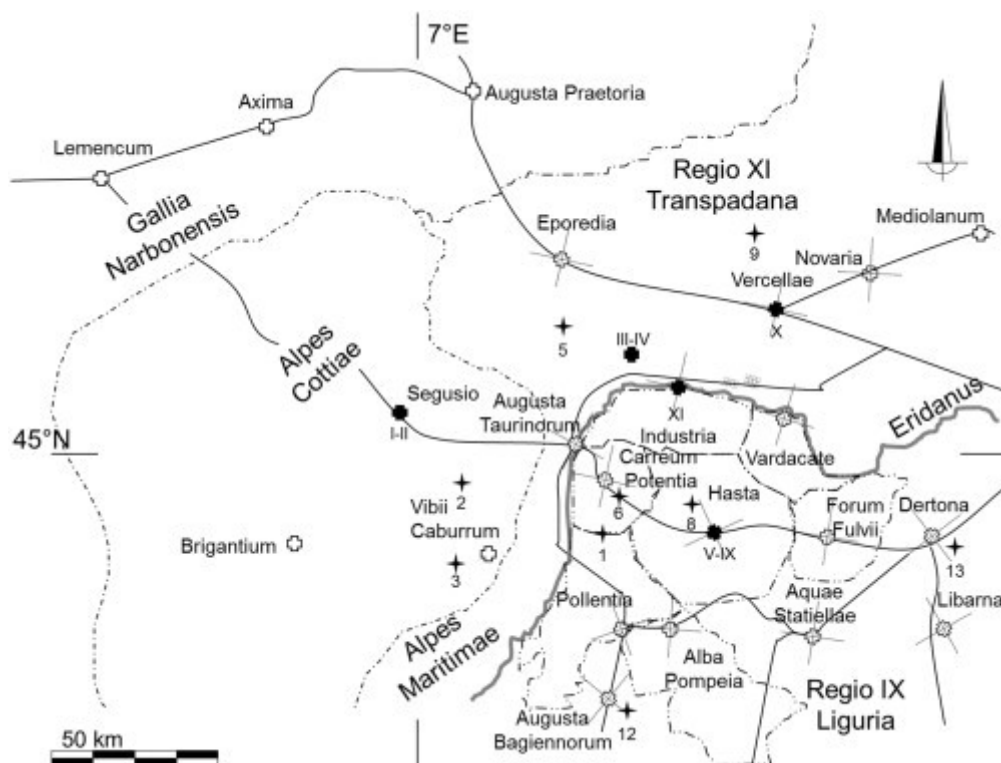 7°E
Augusta Praetoria
Axima
Lemencum
Gallia
Narbonensis
Regio XI
Transpadana
Mediolanum
Eporedia
9
Novaria
Vercellae
X
Alpes
Cottiae
5
III-IV
Segusio
I-II
Augusta
Taurindrum
XI
Eridanus
45°N
Industria
Vardacate
Carreum
Potentia
2
Vibii
Caburrum
6
Hasta
8
Forum
Fulvii
Dertona
Brigantium
3
1
V-IX
13
Pollentia
Aquae
Statiellae
Libarna
Alpes
Maritimae
Alba
Pompeia
Regio IX
Liguria
Augusta
Bagiennorum
12
50 km